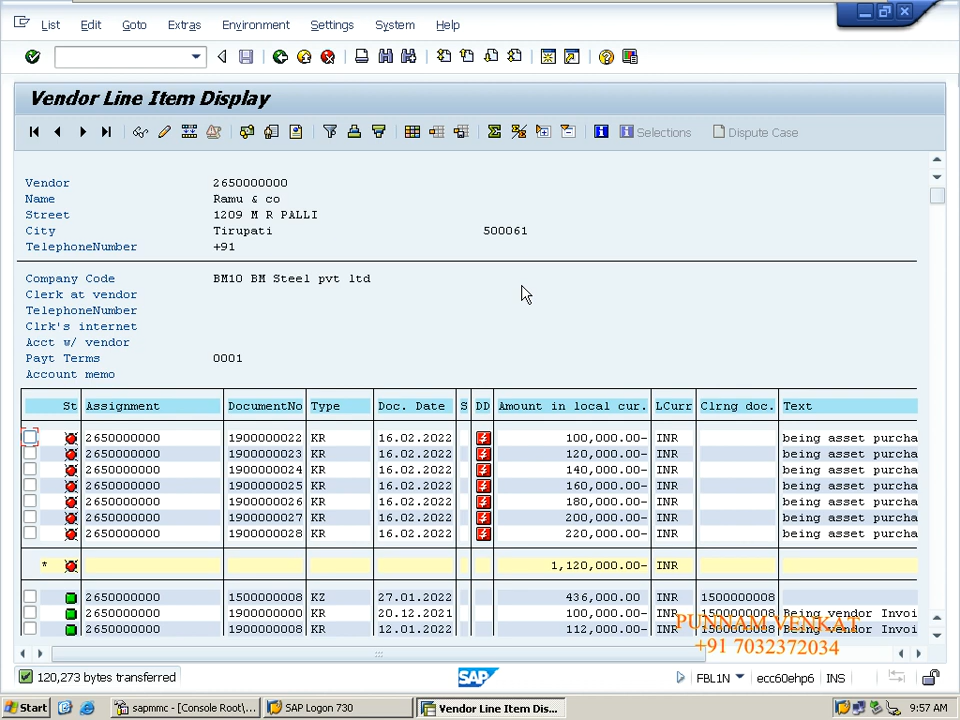 List Edit Goto Extras Environment Settings System Help
Vendor Line Item Display
Selections Dispute Case
Vendor 2650000000
Name Ramu & co
Street 1209 M R PALLI
City Tirupati 500061
TelephoneNumber +91
Company Code BM10 BM Steel pvt ltd
Clerk at vendor
TelephoneNumber
Clrk's internet
Acct w/ vendor
Payt Terms 0001
Account memo
St Assignment DocumentNo Type Doc. Date S DD Amount in local cur. LCurr Clrng doc. Text
2650000000 1900000022 KR 16.02.2022 100,000.00- INR being asset purcha
2650000000 1900000023 KR 16.02.2022 120,000.00- INR being asset purcha
2650000000 1900000024 KR 16.02.2022 140,000.00- INR being asset purcha
2650000000 1900000025 KR 16.02.2022 160,000.00- INR being asset purcha
2650000000 1900000026 KR 16.02.2022 180,000.00- INR being asset purcha
2650000000 1900000027 KR 16.02.2022 200,000.00- INR being asset purcha
2650000000 1900000028 KR 16.02.2022 220,000.00- INR being asset purcha
* 1,120,000.00- INR
2650000000 1500000008 KZ 27.01.2022 436,000.00 INR 1500000008
2650000000 1900000000 KR 20.12.2021 100,000.00- INR 1500000008 Being vendor Invoi
2650000000 1900000008 KR 12.01.2022 112,000.00- INR 1500000008 Being vendor Invoi
PUNNAM VENKAT
+91 7032372034
120,273 bytes transferred SAP FBL1N ecc60ehp6 INS
Start sapmmc - [Console Root\... SAP Logon 730 Vendor Line Item Dis... 9:57 AM